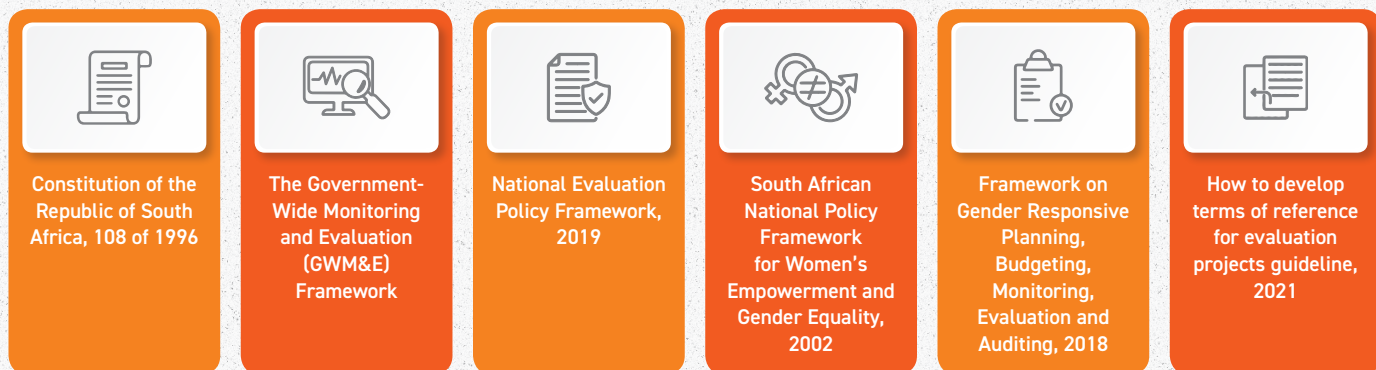 Constitution of the
Republic of South
Africa, 108 of 1996
The Government-
Wide Monitoring
and Evaluation
(GWM&E)
Framework
National Evaluation
Policy Framework,
2019
South African
National Policy
Framework
for Women's
Empowerment and
Gender Equality,
2002
Framework on
Gender Responsive
Planning,
Budgeting,
Monitoring,
Evaluation and
Auditing, 2018
How to develop
terms of reference
for evaluation
projects guideline,
2021